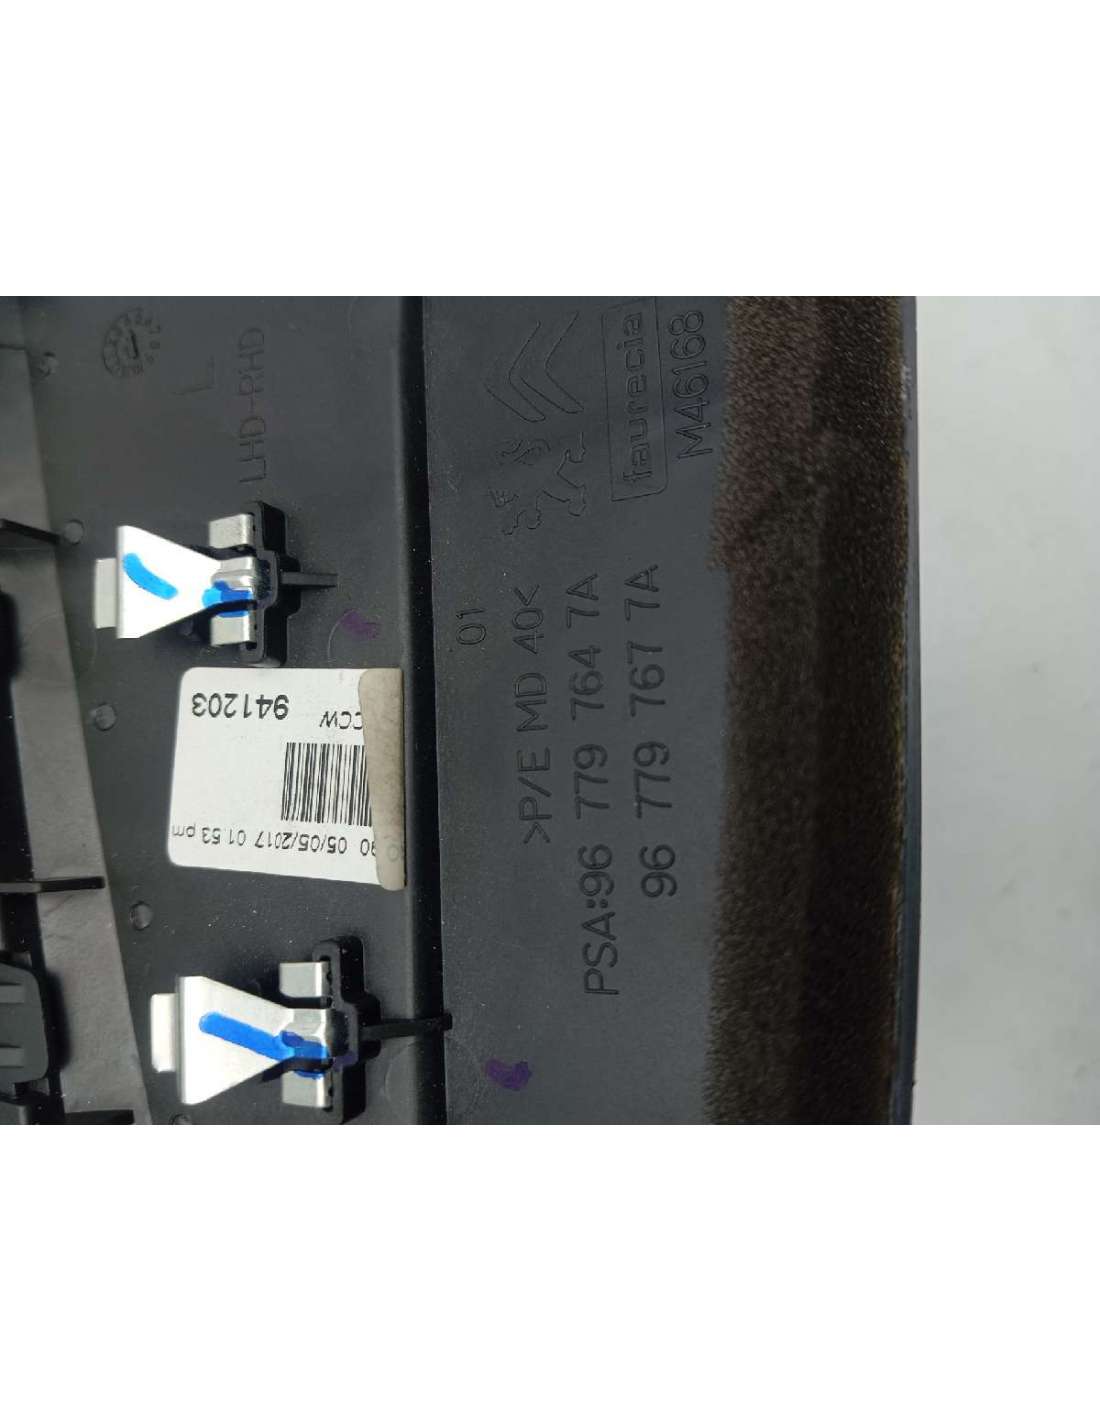 L
LHD-RHD
01
>P/E MD 40<
PSA:96 779 764 7A
96 779 767 7A
faurecia
M46168
941203
CCW
90 05/05/2017 01:53 pm